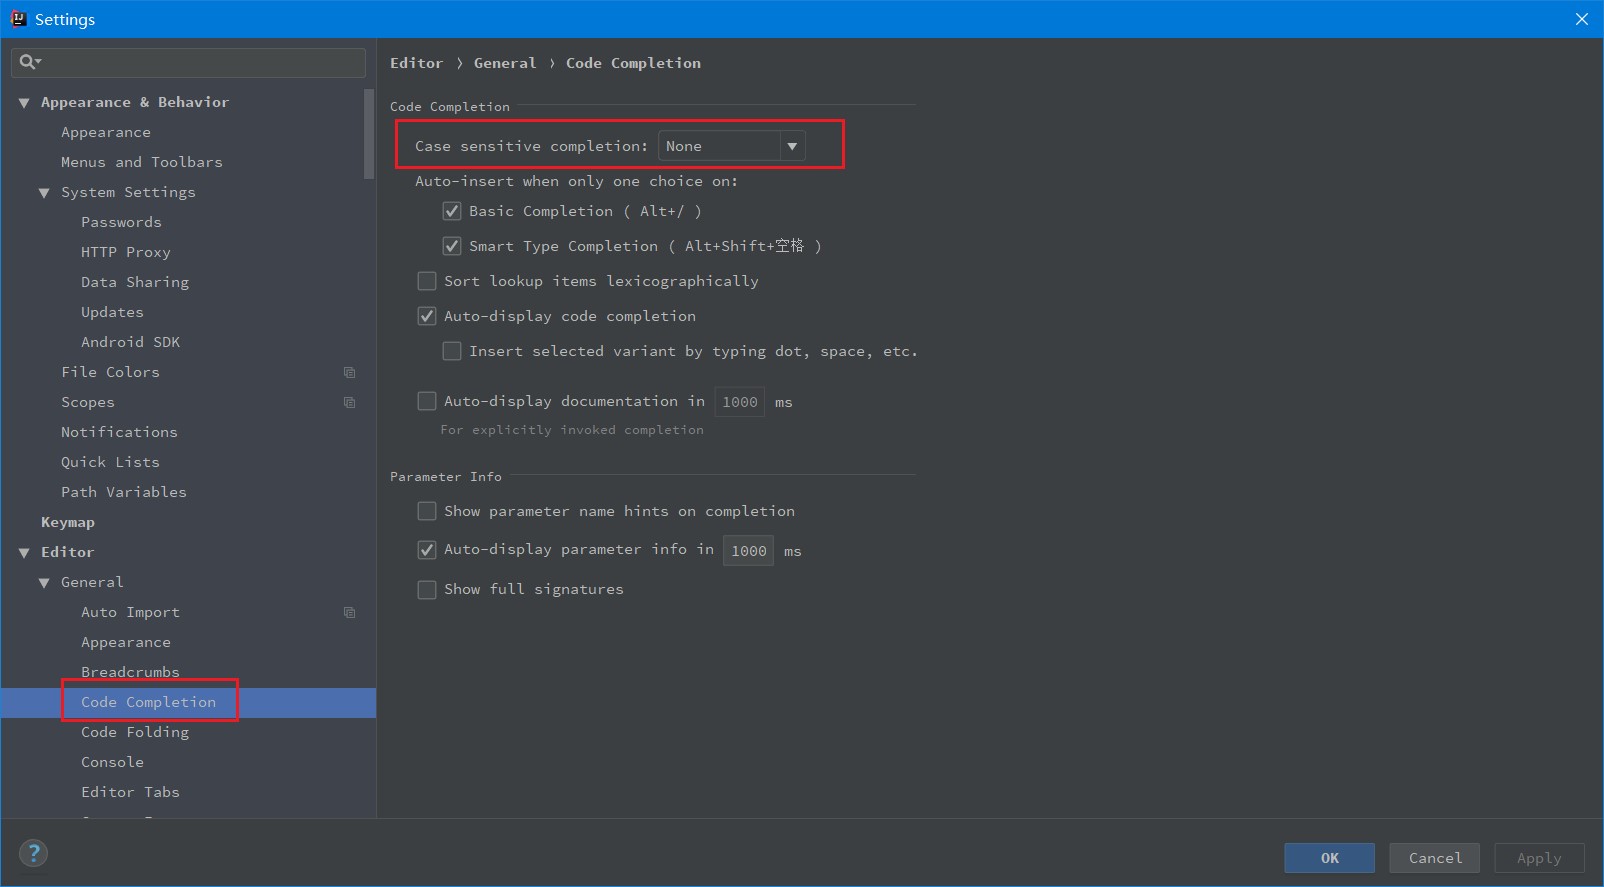 Settings
Appearance & Behavior
Appearance
Menus and Toolbars
System Settings
Passwords
HTTP Proxy
Data Sharing
Updates
Android SDK
File Colors
Scopes
Notifications
Quick Lists
Path Variables
Keymap
Editor
General
Auto Import
Appearance
Breadcrumbs
Code Completion
Code Folding
Console
Editor Tabs
Editor › General › Code Completion
Code Completion
Case sensitive completion: None
Auto-insert when only one choice on:
Basic Completion ( Alt+/ )
Smart Type Completion ( Alt+Shift+空格 )
Sort lookup items lexicographically
Auto-display code completion
Insert selected variant by typing dot, space, etc.
Auto-display documentation in 1000 ms
For explicitly invoked completion
Parameter Info
Show parameter name hints on completion
Auto-display parameter info in 1000 ms
Show full signatures
?
OK Cancel Apply